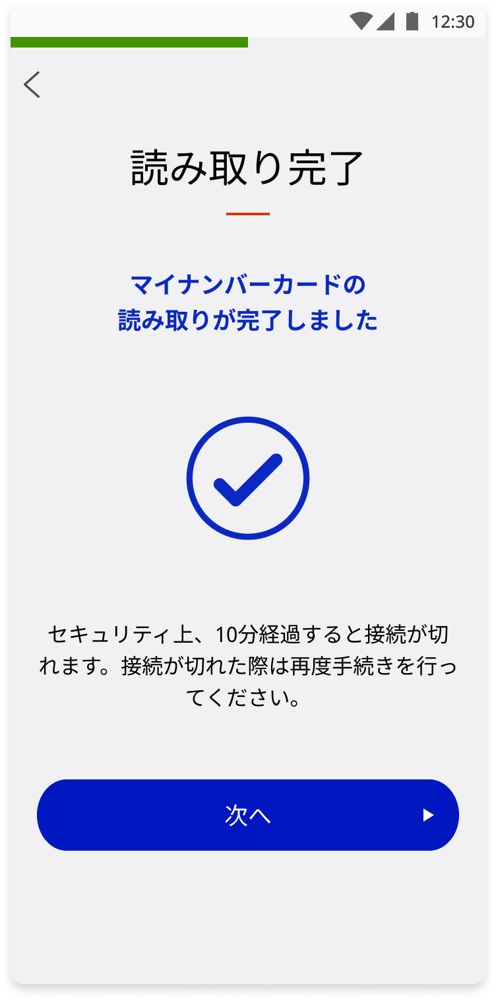 12:30
読み取り完了
マイナンバーカードの
読み取りが完了しました
セキュリティ上、10分経過すると接続が切
れます。接続が切れた際は再度手続きを行っ
てください。
次へ